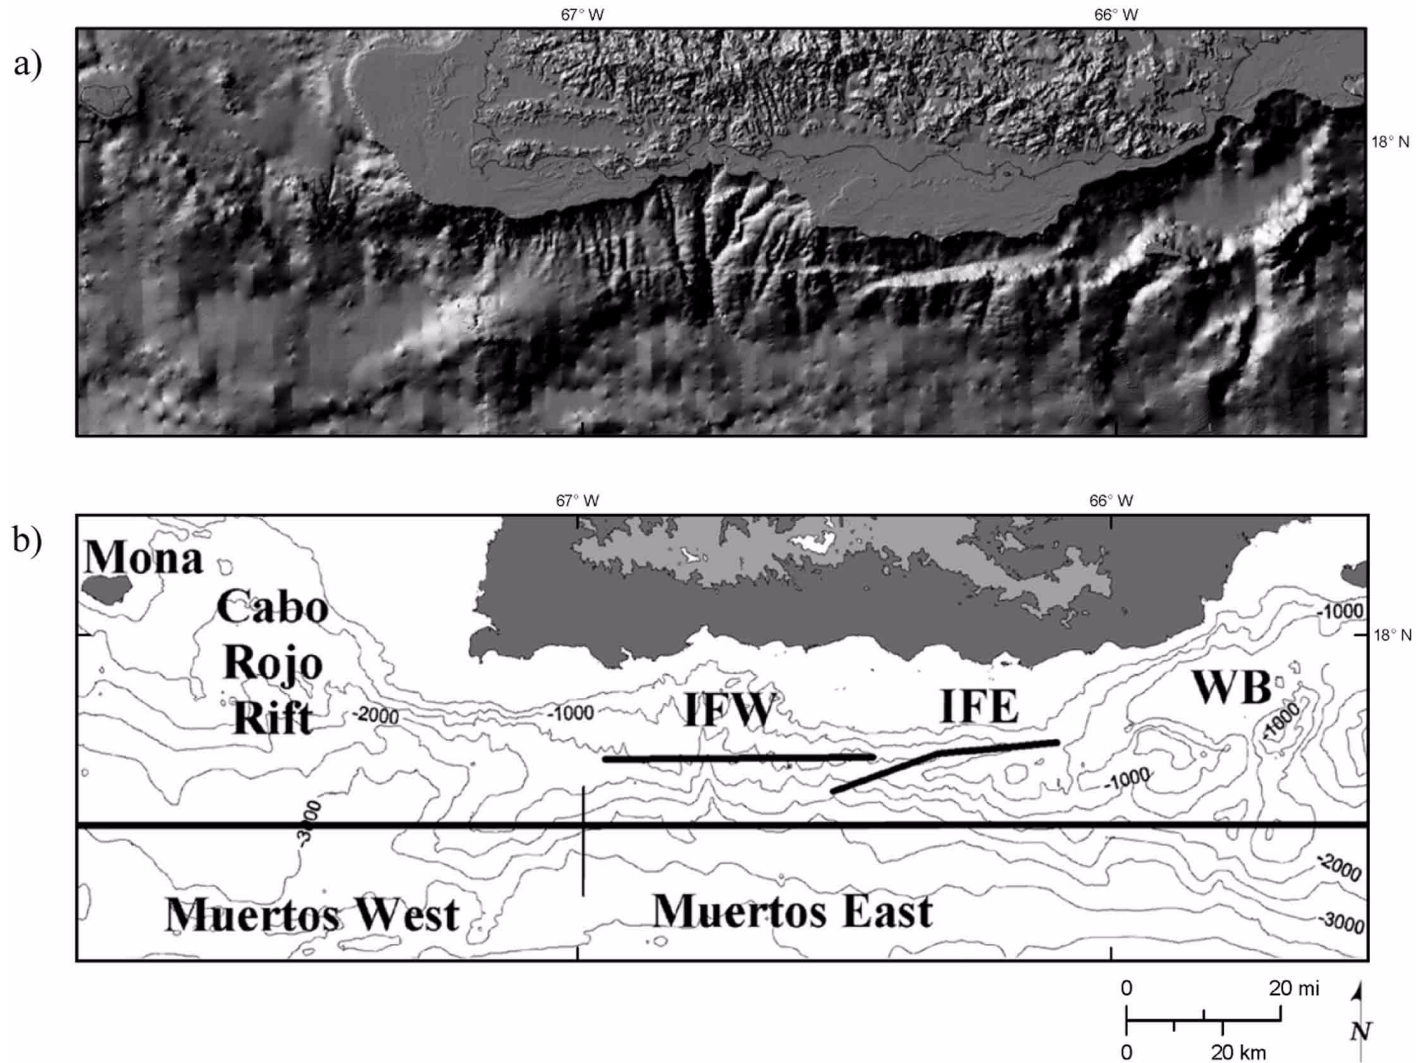 67° W
66° W
a)
18° N
67° W
66° W
b)
Mona
-1000
18° N
Cabo
Rojo
Rift
-2000
-1000
IFW
IFE
WB
-1000
-1000
-3000
-2000
Muertos West
Muertos East
-3000
0
20 mi
N
0
20 km